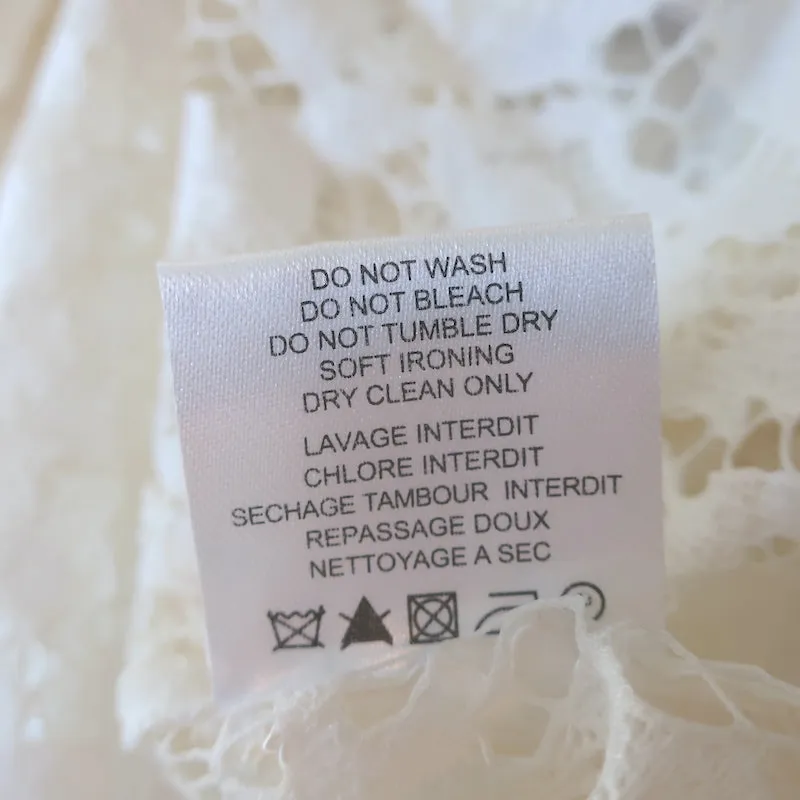 DO NOT WASH
DO NOT BLEACH
DO NOT TUMBLE DRY
SOFT IRONING
DRY CLEAN ONLY
LAVAGE INTERDIT
CHLORE INTERDIT
SECHAGE TAMBOUR INTERDIT
REPASSAGE DOUX
NETTOYAGE A SEC